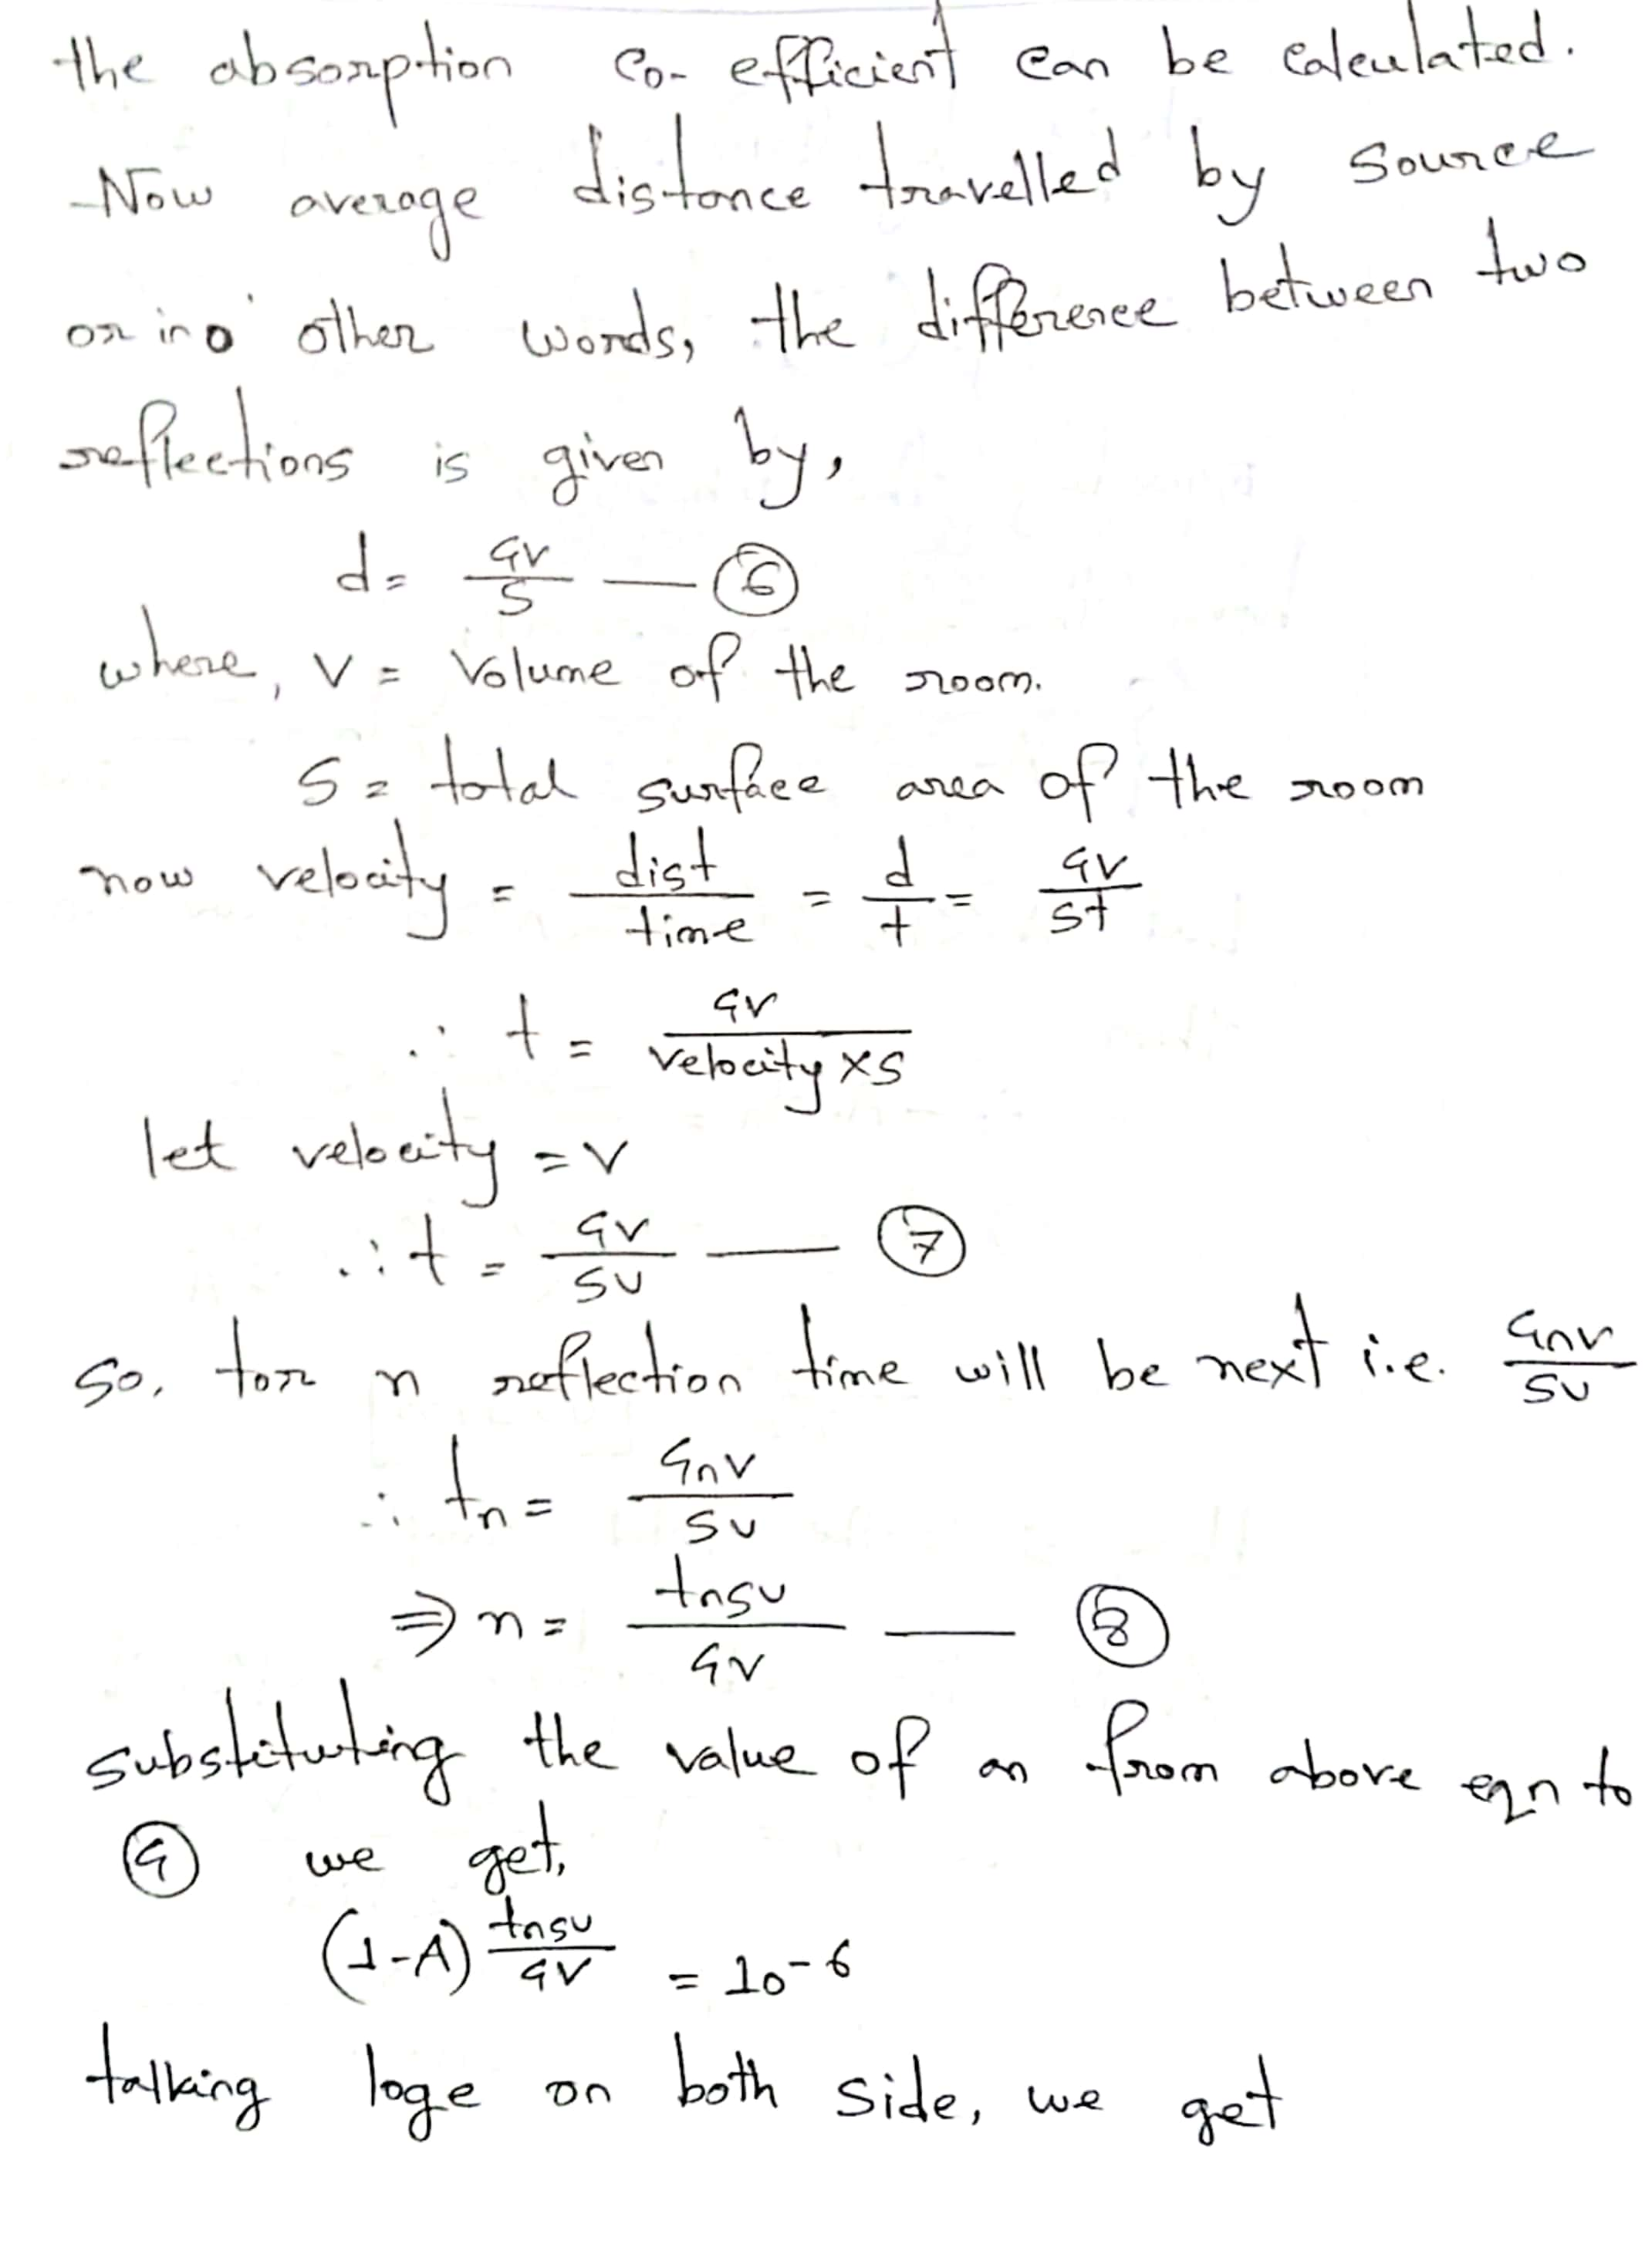 the absorption co-efficient can be calculated.
Now average distance travelled by source
or in o other words, the difference between two
reflections is given by,
d = 4V/S — ⑥
where, V = Volume of the room.
S = total surface area of the room
now velocity = dist/time = d/t = 4V/St
∴ t = 4V/velocity × S
let velocity = v
∴ t = 4V/Sv — ⑦
So, for n reflection time will be next i.e. 4nV/Sv
∴ tn = 4nV/Sv
⇒ n = tnSv/4V — ⑧
substituting the value of an from above eqn to
④ we get,
(1-A) tnSv/4V = 10-6
talking loge on both side, we get